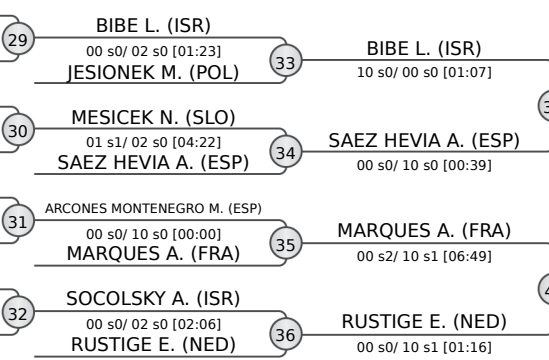 29
BIBE L. (ISR)
00 s0/ 02 s0 [01:23]
JESIONEK M. (POL)
33
BIBE L. (ISR)
10 s0/ 00 s0 [01:07]
30
MESICEK N. (SLO)
01 s1/ 02 s0 [04:22]
SAEZ HEVIA A. (ESP)
34
SAEZ HEVIA A. (ESP)
00 s0/ 10 s0 [00:39]
31
ARCONES MONTENEGRO M. (ESP)
00 s0/ 10 s0 [00:00]
MARQUES A. (FRA)
35
MARQUES A. (FRA)
00 s2/ 10 s1 [06:49]
32
SOCOLSKY A. (ISR)
00 s0/ 02 s0 [02:06]
RUSTIGE E. (NED)
36
RUSTIGE E. (NED)
00 s0/ 10 s1 [01:16]